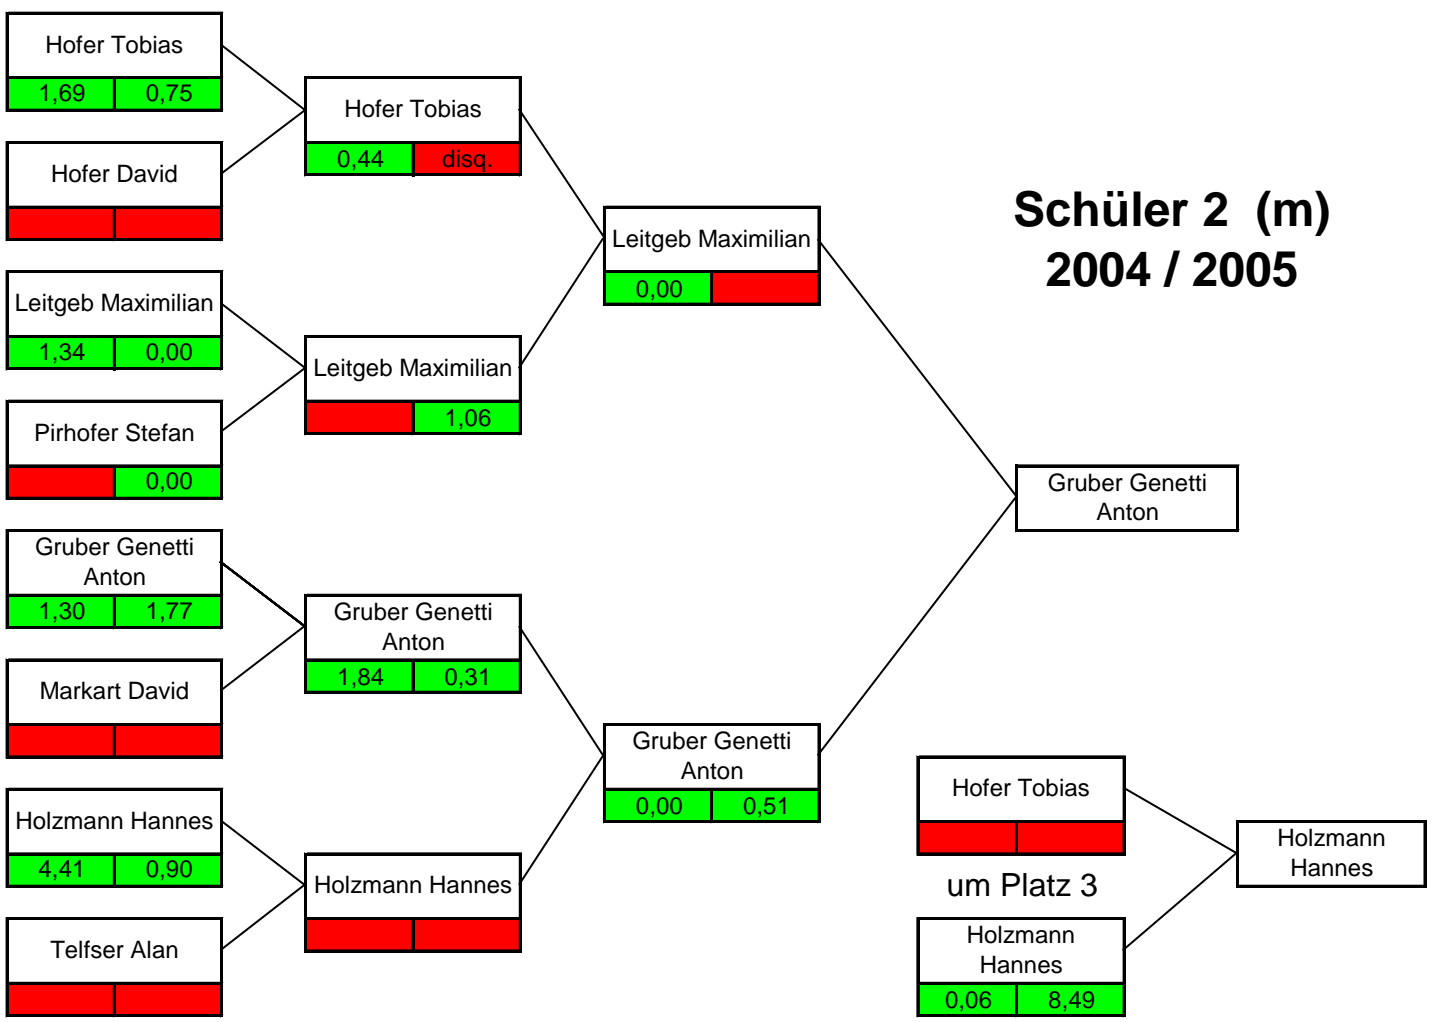 Schüler 2 (m)
2004 / 2005
Hofer Tobias
1,69 0,75
Hofer David
Leitgeb Maximilian
1,34 0,00
Pirhofer Stefan
0,00
Gruber Genetti
Anton
1,30 1,77
Markart David
Holzmann Hannes
4,41 0,90
Telfser Alan
Hofer Tobias
0,44 disq.
Leitgeb Maximilian
1,06
Gruber Genetti
Anton
1,84 0,31
Holzmann Hannes
Leitgeb Maximilian
0,00
Gruber Genetti
Anton
0,00 0,51
Gruber Genetti
Anton
Hofer Tobias
um Platz 3
Holzmann
Hannes
0,06 8,49
Holzmann
Hannes